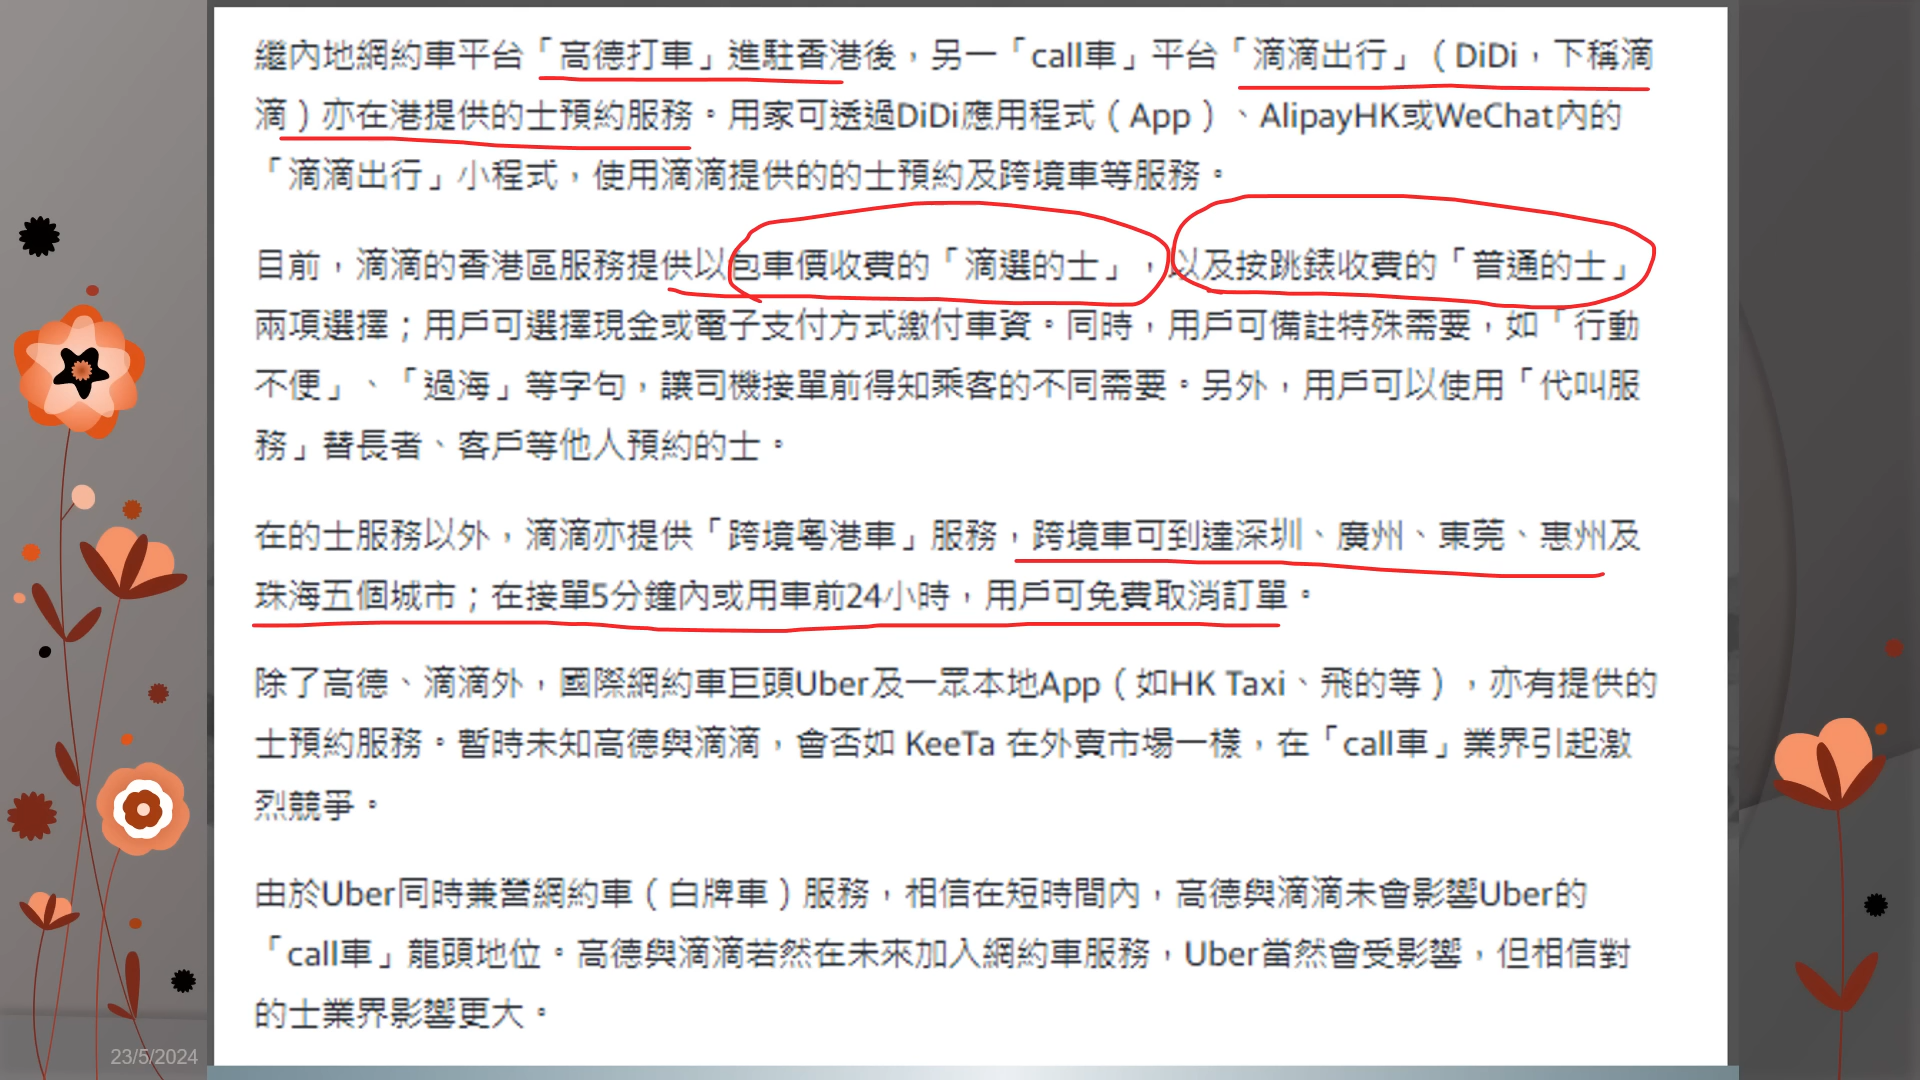 繼內地網約車平台「高德打車」進駐香港後，另一「call車」平台「滴滴出行」（DiDi，下稱滴
滴）亦在港提供的士預約服務。用家可透過DiDi應用程式（App）、AlipayHK或WeChat內的
「滴滴出行」小程式，使用滴滴提供的的士預約及跨境車等服務。
目前，滴滴的香港區服務提供以包車價收費的「滴選的士」，以及按跳錶收費的「普通的士」
兩項選擇；用戶可選擇現金或電子支付方式繳付車資。同時，用戶可備註特殊需要，如「行動
不便」、「過海」等字句，讓司機接單前得知乘客的不同需要。另外，用戶可以使用「代叫服
務」替長者、客戶等他人預約的士。
在的士服務以外，滴滴亦提供「跨境粵港車」服務，跨境車可到達深圳、廣州、東莞、惠州及
珠海五個城市；在接單5分鐘內或用車前24小時，用戶可免費取消訂單。
除了高德、滴滴外，國際網約車巨頭Uber及一眾本地App（如HK Taxi、飛的等），亦有提供的
士預約服務。暫時未知高德與滴滴，會否如 KeeTa 在外賣市場一樣，在「call車」業界引起激
烈競爭。
由於Uber同時兼營網約車（白牌車）服務，相信在短時間內，高德與滴滴未會影響Uber的
「call車」龍頭地位。高德與滴滴若然在未來加入網約車服務，Uber當然會受影響，但相信對
的士業界影響更大。
23/5/2024